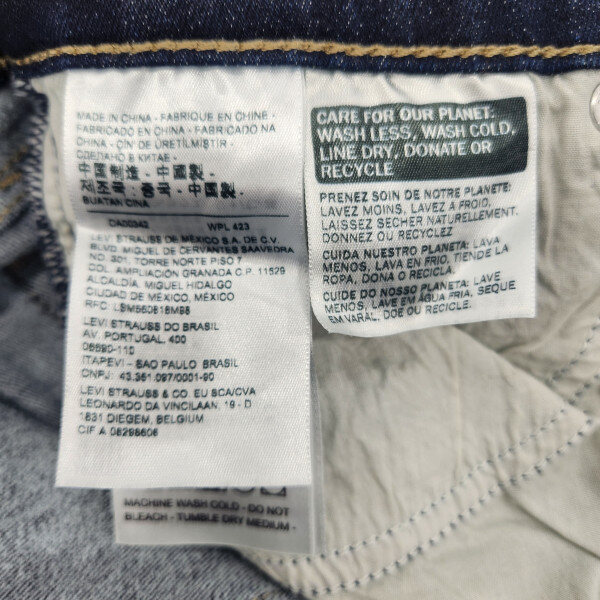 MADE IN CHINA - FABRIQUE EN CHINE -
FABRICADO EN CHINA - FABRICADO NA
CHINA - ÇİN' DE ÜRETİLMİŞTİR -
СДЕЛАНО В КИТАЕ -
中國製造 - 中国制
제조국: 중국 - 中國製 -
BUATAN CINA
CA00342 WPL 423
LEVI STRAUSS DE MÉXICO S.A. DE C.V.
BLVD. MIGUEL DE CERVANTES SAAVEDRA
NO. 301, TORRE NORTE PISO 7
COL. AMPLIACIÓN GRANADA C.P. 11529
ALCALDÍA, MIGUEL HIDALGO
CIUDAD DE MÉXICO, MÉXICO
RFC:
LEVI STRAUSS DO BRASIL
AV. PORTUGAL, 400
06690-110
ITAPEVI - SAO PAULO BRASIL
CNPJ: 43.351.097/0001-90
LEVI STRAUSS & CO. EU SCA/CVA
LEONARDO DA VINCILAAN, 19 - D
1831 DIEGEM, BELGIUM
CIF A 08298606
MACHINE WASH COLD - DO NOT
BLEACH - TUMBLE DRY MEDIUM -
CARE FOR OUR PLANET:
WASH LESS, WASH COLD,
LINE DRY, DONATE OR
RECYCLE
PRENEZ SOIN DE NOTRE PLANETE:
LAVEZ MOINS, LAVEZ A FROID,
LAISSEZ SECHER NATURELLEMENT.
DONNEZ OU RECYCLEZ
CUIDA NUESTRO PLANETA: LAVA
MENOS, LAVA EN FRIO, TIENDE LA
ROPA, DONA O RECICLA.
CUIDE DO NOSSO PLANETA: LAVE
MENOS, LAVE EM ÁGUA FRIA, SEQUE
EM VARAL, DOE OU RECICLE